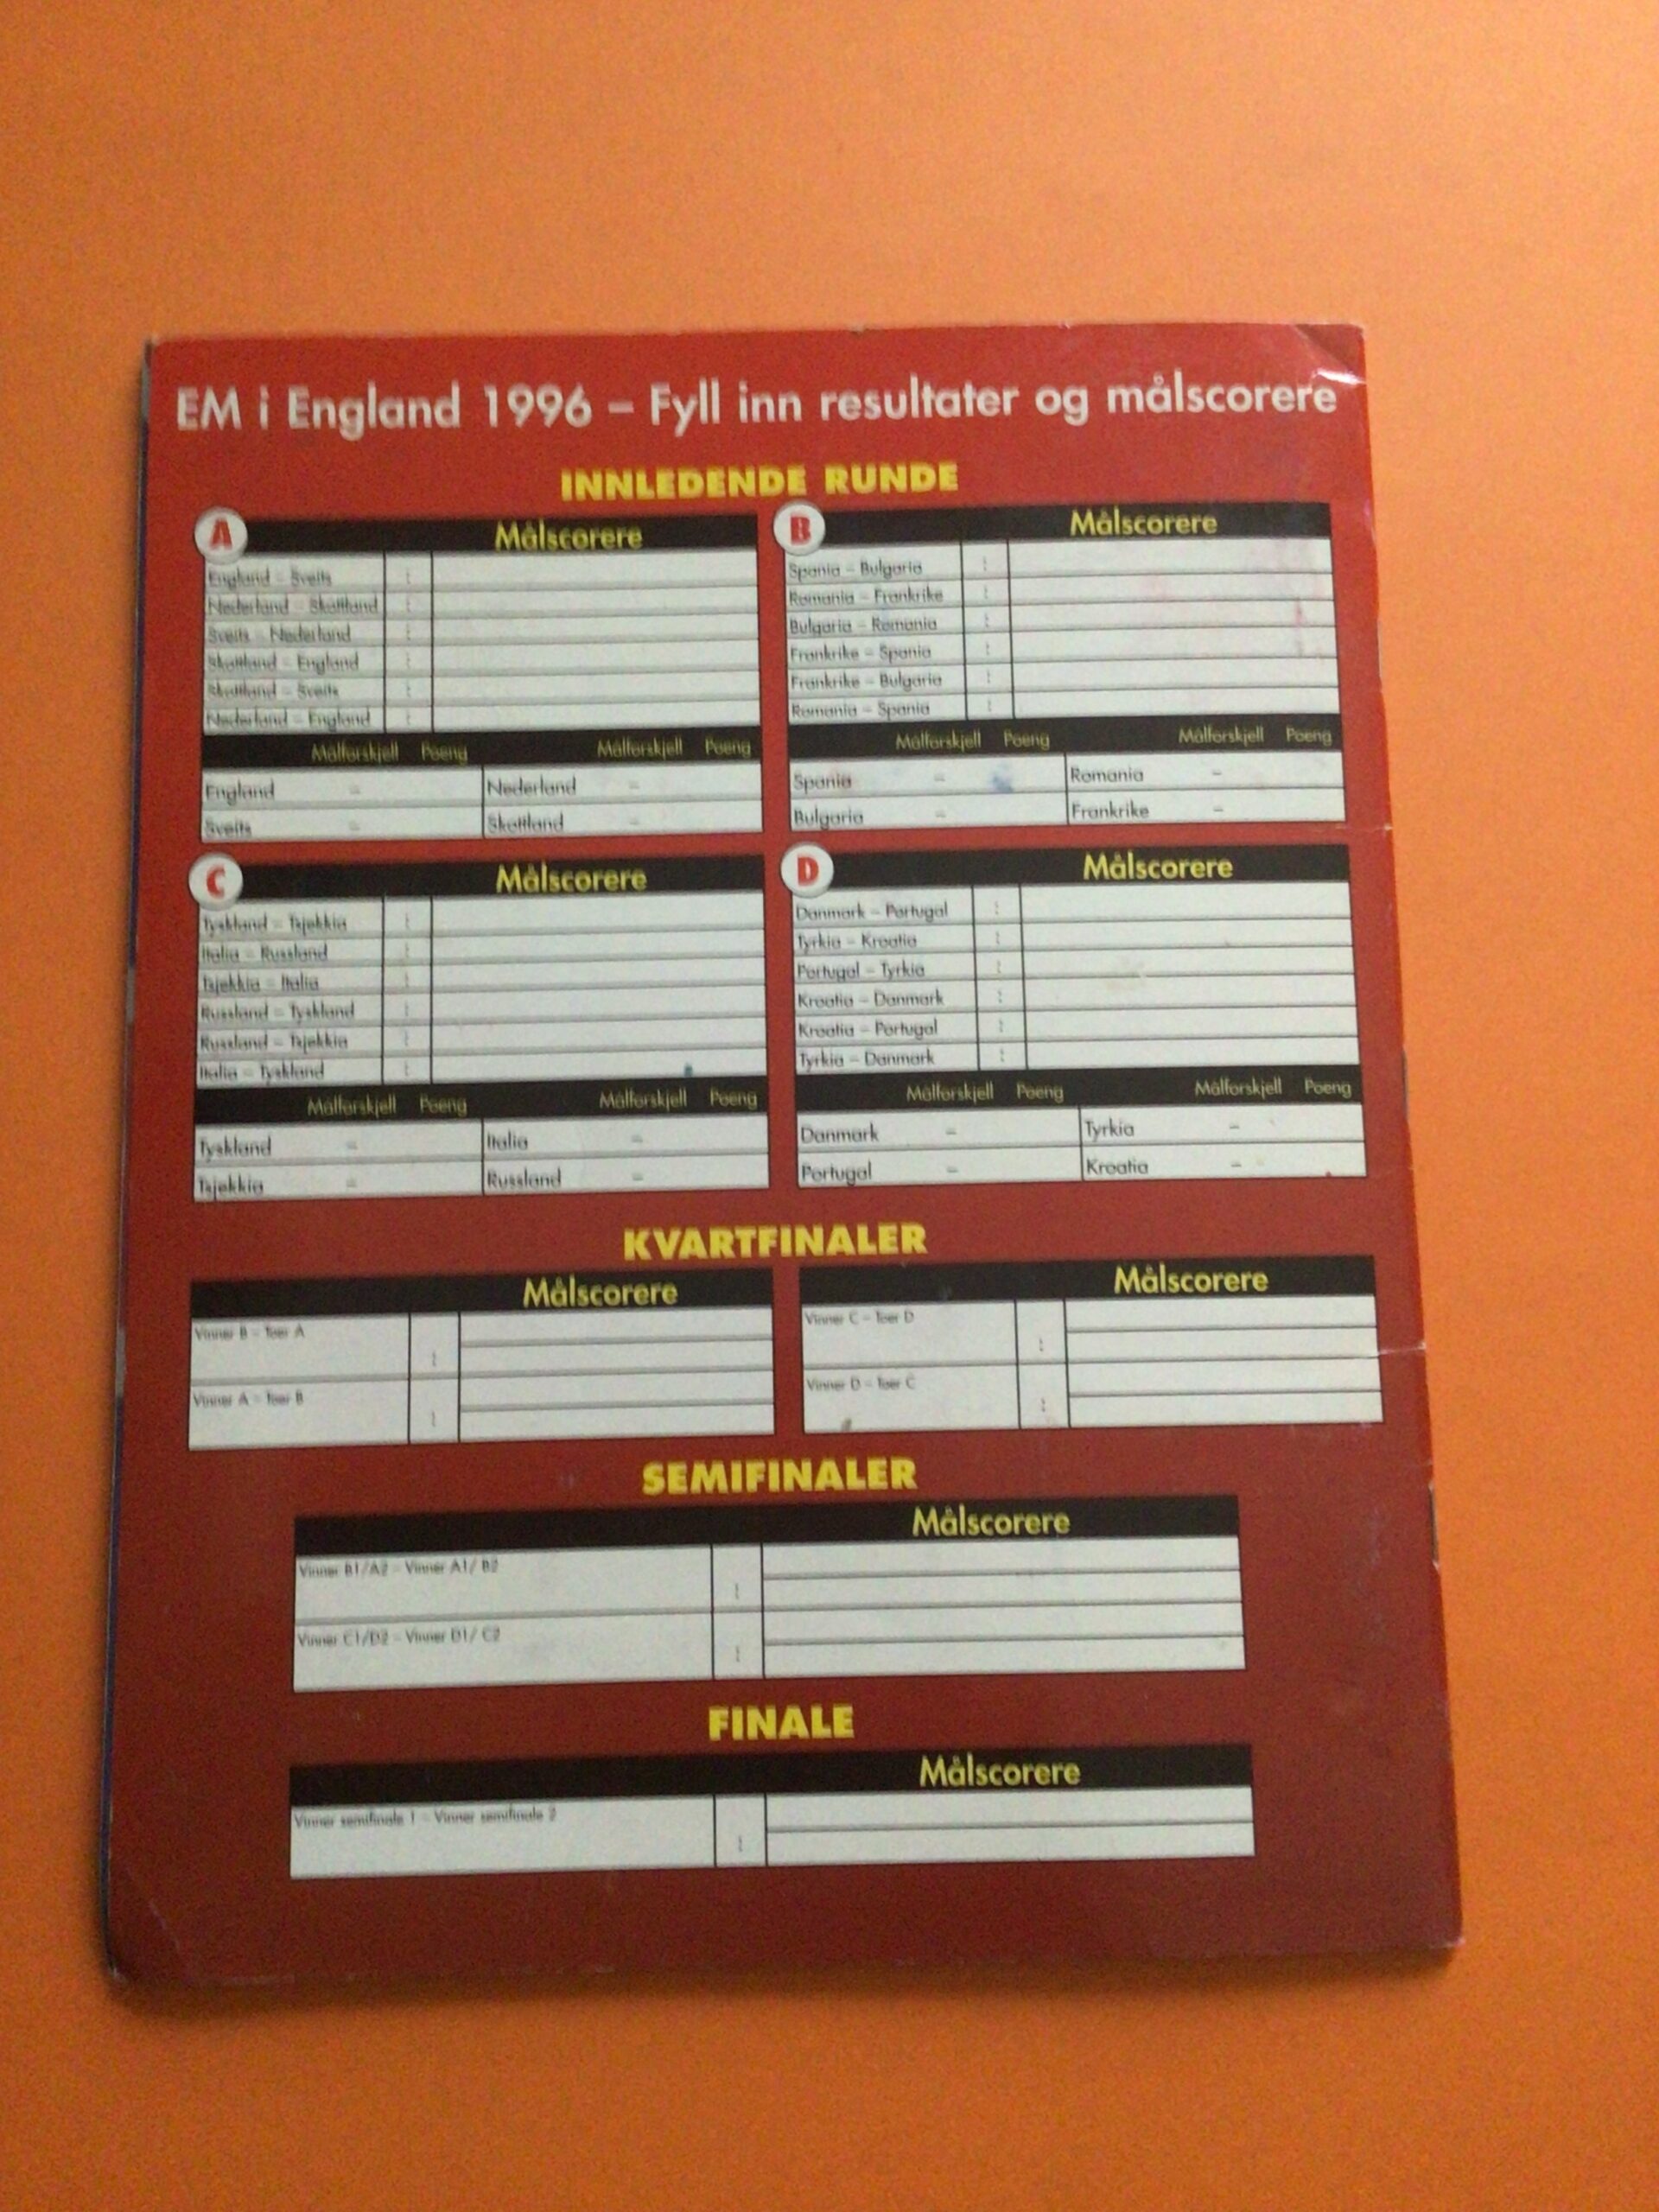 EM i England 1996 – Fyll inn resultater og målscorere
INNLEDENDE RUNDE
A Målscorere
England – Sveits :
Nederland – Skottland :
Sveits – Nederland :
Skottland – England :
Skottland – Sveits :
Nederland – England :
Målforskjell Poeng Målforskjell Poeng
England – Nederland –
Sveits – Skottland –
B Målscorere
Spania – Bulgaria :
Romania – Frankrike :
Bulgaria – Romania :
Frankrike – Spania :
Frankrike – Bulgaria :
Romania – Spania :
Målforskjell Poeng Målforskjell Poeng
Spania – Romania –
Bulgaria – Frankrike –
C Målscorere
Tyskland – Tsjekkia :
Italia – Russland :
Tsjekkia – Italia :
Russland – Tyskland :
Russland – Tsjekkia :
Italia – Tyskland :
Målforskjell Poeng Målforskjell Poeng
Tyskland – Italia –
Tsjekkia – Russland –
D Målscorere
Danmark – Portugal :
Tyrkia – Kroatia :
Portugal – Tyrkia :
Kroatia – Danmark :
Kroatia – Portugal :
Tyrkia – Danmark :
Målforskjell Poeng Målforskjell Poeng
Danmark – Tyrkia –
Portugal – Kroatia –
KVARTFINALER
Målscorere
Vinner B – Toer A
:
Vinner A – Toer B
:
Målscorere
Vinner C – Toer D
:
Vinner D – Toer C
:
SEMIFINALER
Målscorere
Vinner B1/A2 – Vinner A1/ B2
:
Vinner C1/D2 – Vinner D1/ C2
:
FINALE
Målscorere
Vinner semifinale 1 – Vinner semifinale 2
: